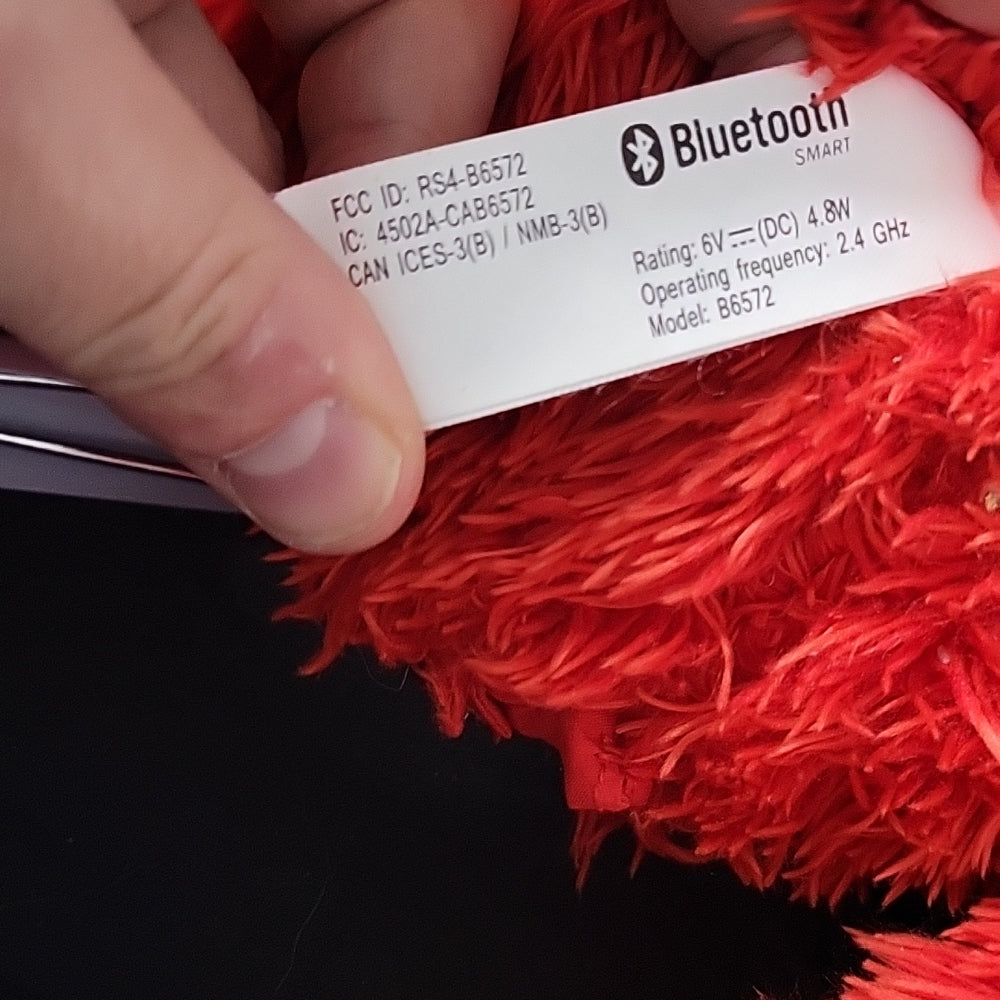 FCC ID: RS4-B6572
IC: 4502A-CAB6572
CAN ICES-3(B) / NMB-3(B)
Bluetooth
SMART
Rating: 6V ⎓ (DC) 4.8W
Operating frequency: 2.4 GHz
Model: B6572